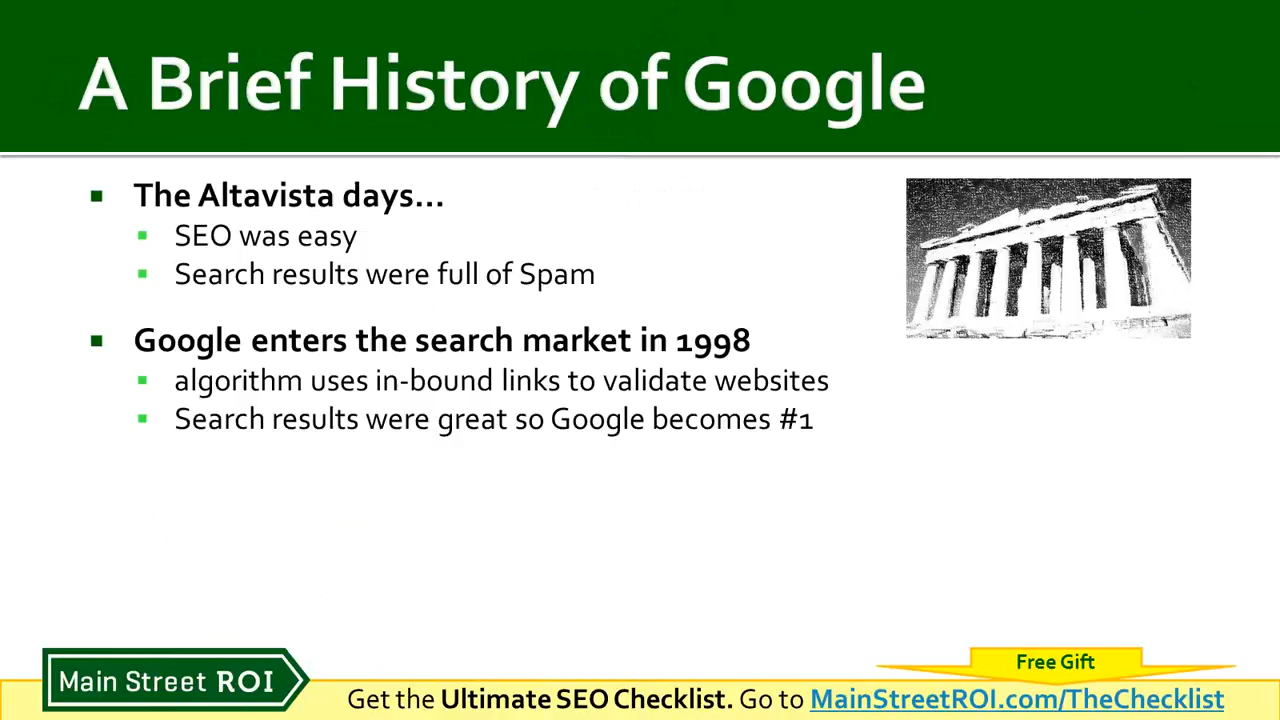 A Brief History of Google
The Altavista days...
SEO was easy
Search results were full of Spam
Google enters the search market in 1998
algorithm uses in-bound links to validate websites
Search results were great so Google becomes #1
Free Gift
Main Street ROI
Get the Ultimate SEO Checklist. Go to MainStreetROI.com/TheChecklist